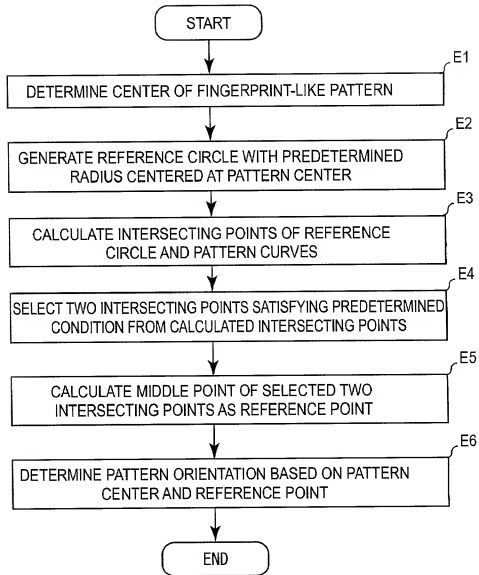 START
E1
DETERMINE CENTER OF FINGERPRINT-LIKE PATTERN
E2
GENERATE REFERENCE CIRCLE WITH PREDETERMINED
RADIUS CENTERED AT PATTERN CENTER
E3
CALCULATE INTERSECTING POINTS OF REFERENCE
CIRCLE AND PATTERN CURVES
E4
SELECT TWO INTERSECTING POINTS SATISFYING PREDETERMINED
CONDITION FROM CALCULATED INTERSECTING POINTS
E5
CALCULATE MIDDLE POINT OF SELECTED TWO
INTERSECTING POINTS AS REFERENCE POINT
E6
DETERMINE PATTERN ORIENTATION BASED ON PATTERN
CENTER AND REFERENCE POINT
END